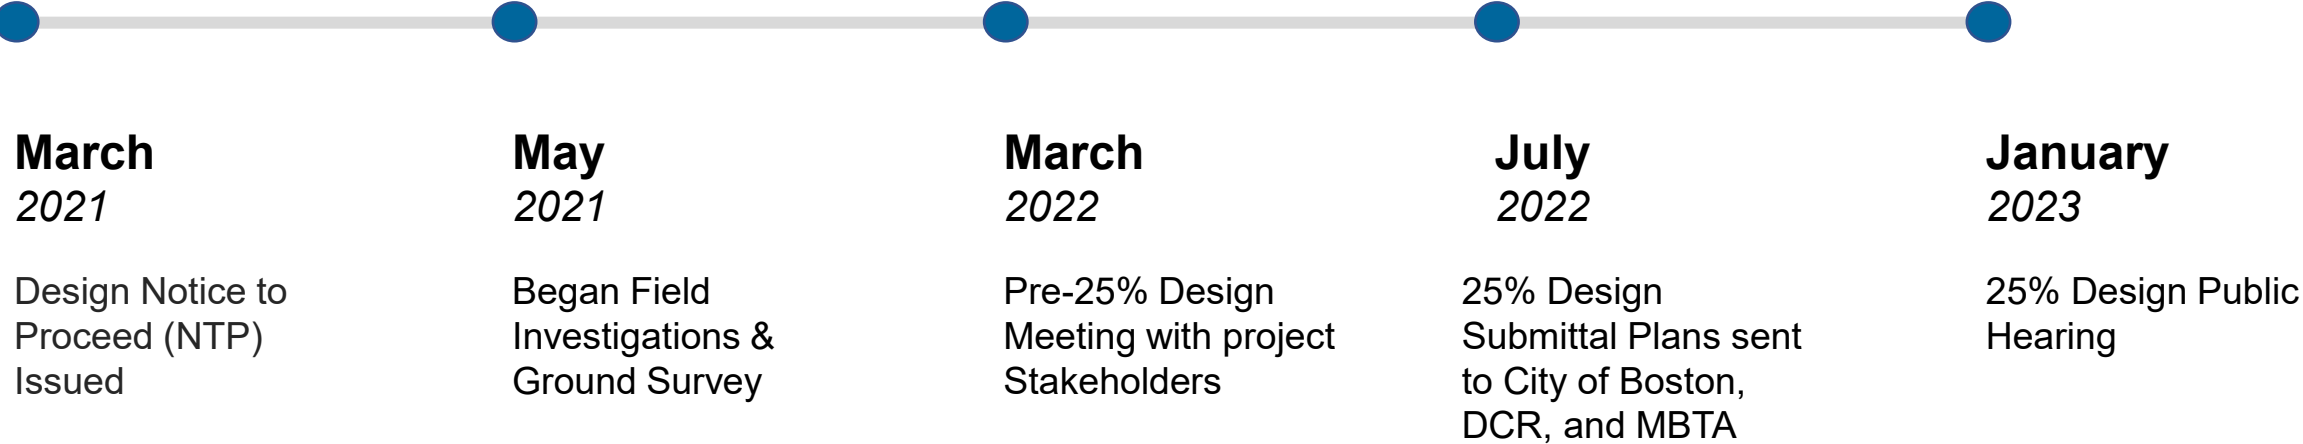 March
2021
Design Notice to
Proceed (NTP)
Issued
May
2021
Began Field
Investigations &
Ground Survey
March
2022
Pre-25% Design
Meeting with project
Stakeholders
July
2022
25% Design
Submittal Plans sent
to City of Boston,
DCR, and MBTA
January
2023
25% Design Public
Hearing